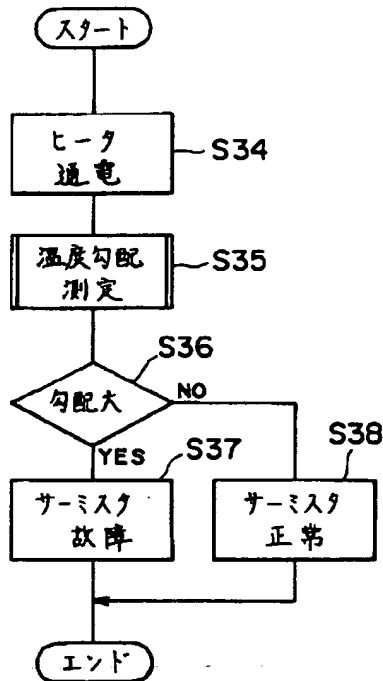 スタート
ヒータ
通電
S34
温度勾配
測定
S35
S36
勾配大
NO
YES
S37
サーミスタ
故障
S38
サーミスタ
正常
エンド